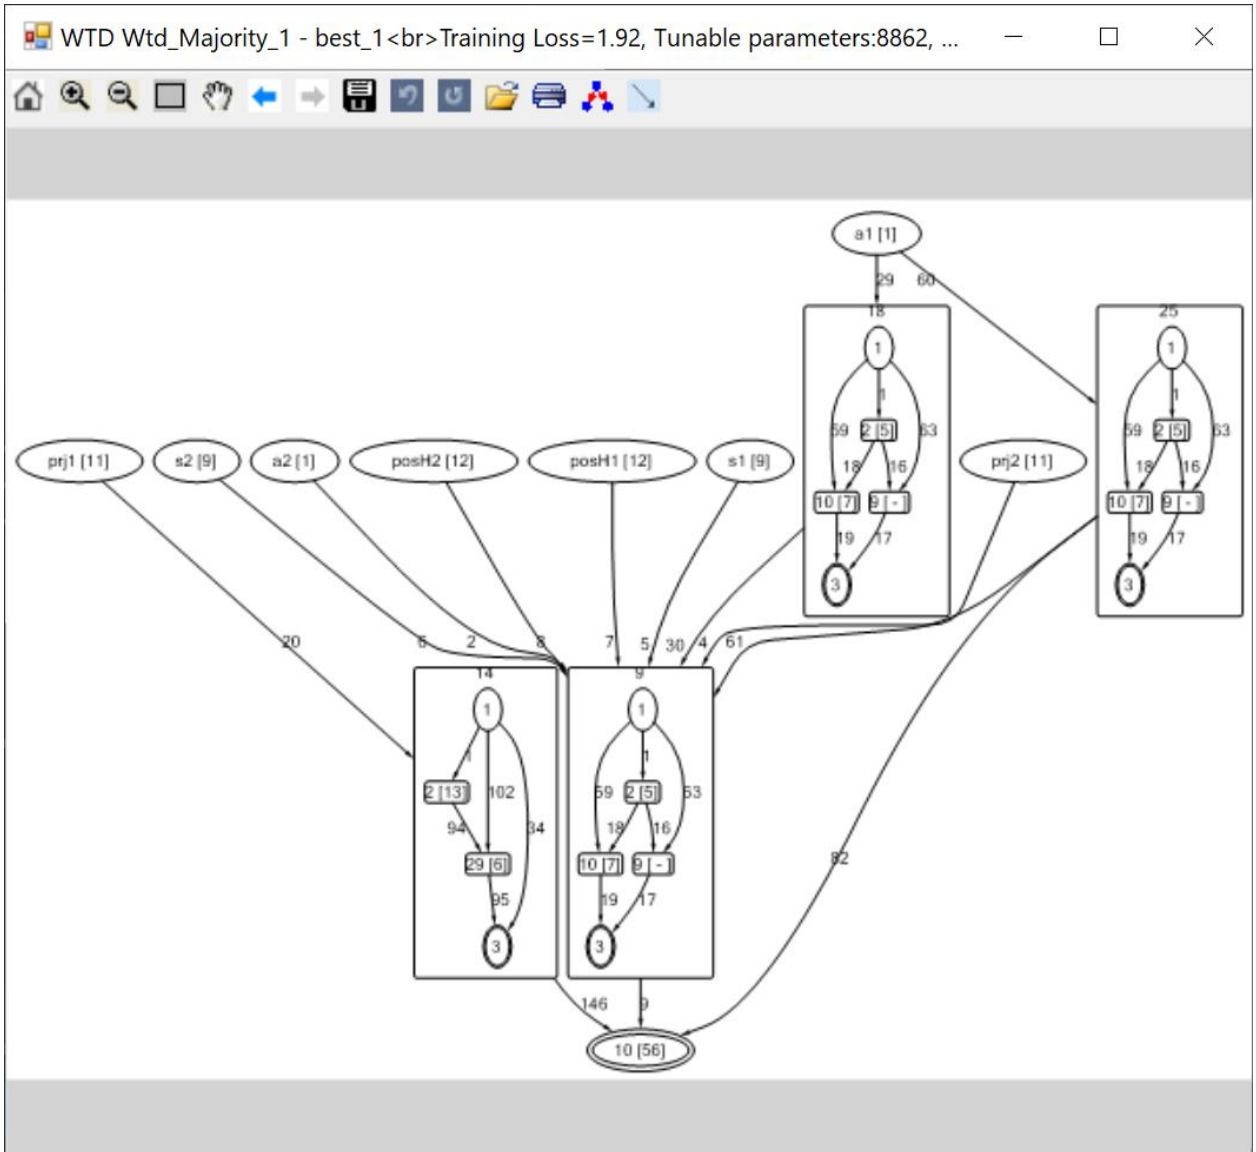 WTD Wtd_Majority_1 - best_1<br>Training Loss=1.92, Tunable parameters:8862, ...
a1 [1]
29 60
18 25
1 1
1 1
59 2 [5] 63 59 2 [5] 63
prj1 [11] s2 [9] a2 [1] posH2 [12] posH1 [12] s1 [9] prj2 [11]
18 16 18 16
10 [7] 9 [ - ] 10 [7] 9 [ - ]
19 17 19 17
3 3
20 6 2 8 7 5 30 4 61
14 9
1 1
1 1
2 [13] 102 59 2 [5] 53
94 34 18 16
82
29 [6] 10 [7] 9 [ - ]
95 19 17
3 3
146 9
10 [56]